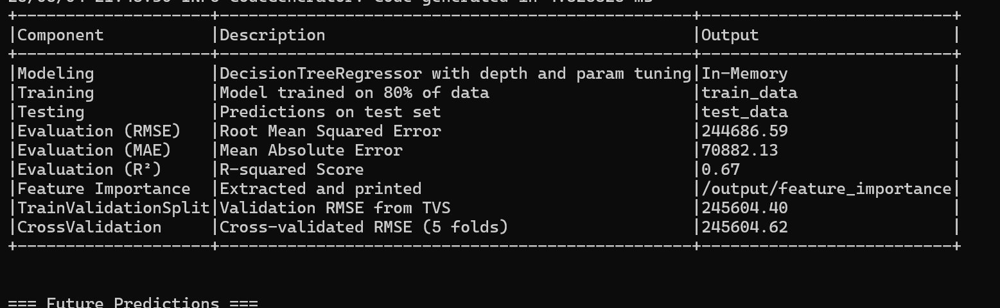 +--------------------+-------------------------------------------------+--------------------------+
|Component           |Description                                      |Output                    |
+--------------------+-------------------------------------------------+--------------------------+
|Modeling            |DecisionTreeRegressor with depth and param tuning|In-Memory                 |
|Training            |Model trained on 80% of data                     |train_data                |
|Testing             |Predictions on test set                          |test_data                 |
|Evaluation (RMSE)   |Root Mean Squared Error                          |244686.59                 |
|Evaluation (MAE)    |Mean Absolute Error                              |70882.13                  |
|Evaluation (R²)     |R-squared Score                                  |0.67                      |
|Feature Importance  |Extracted and printed                            |/output/feature_importance|
|TrainValidationSplit|Validation RMSE from TVS                         |245604.40                 |
|CrossValidation     |Cross-validated RMSE (5 folds)                   |245604.62                 |
+--------------------+-------------------------------------------------+--------------------------+
=== Future Predictions ===